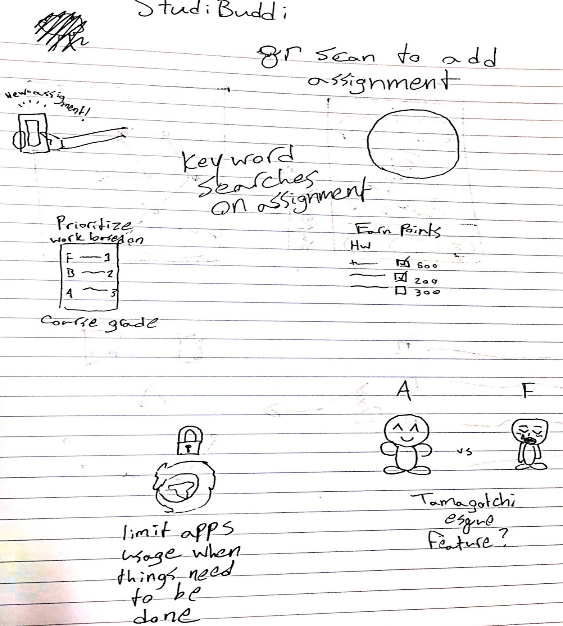 StudiBuddi
or scan to add
assignment
New assignment!
Keyword
searches
on assignment
Prioritize
work based on
F 1
B 2
A 3
Course grade
Earn Points
HW
500
200
300
A F
vs
Tamagotchi
esque
Feature?
limit apps
usage when
things need
to be
done